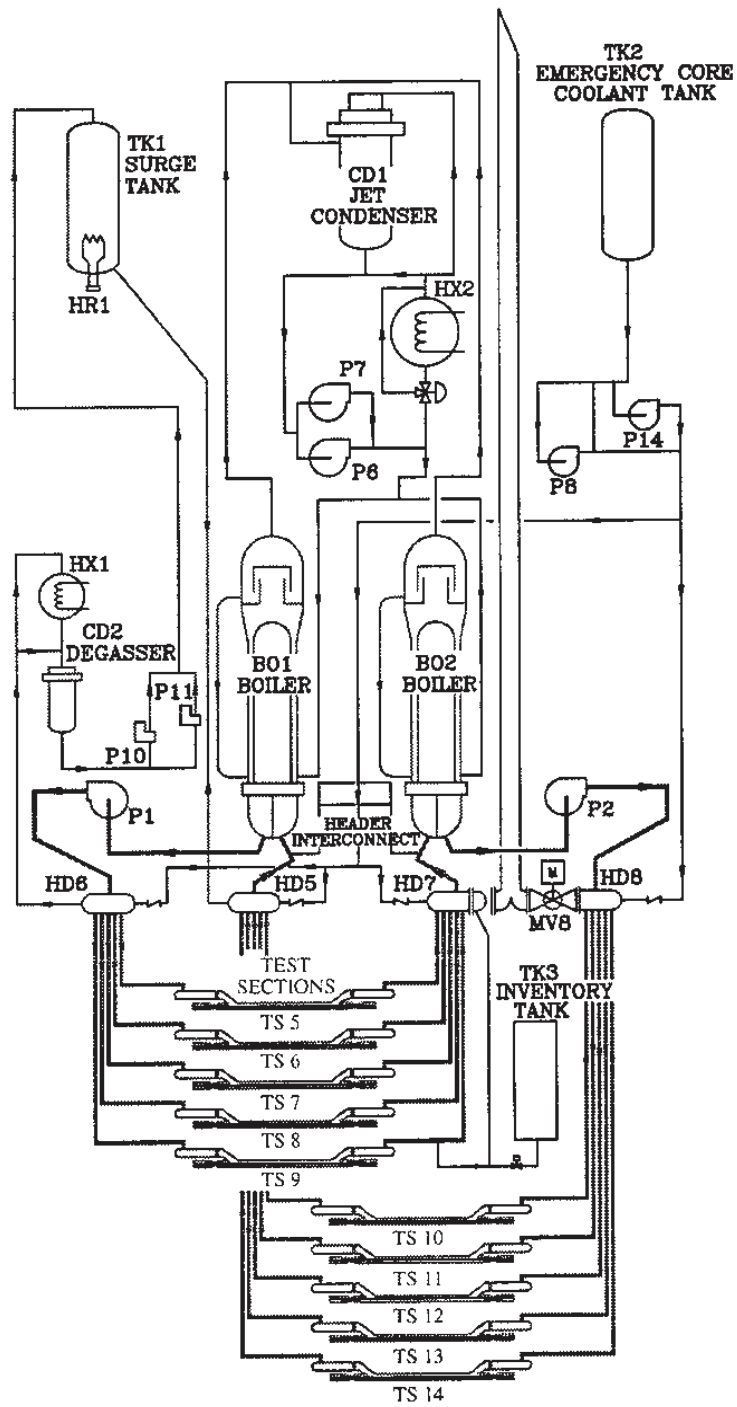 TK2
EMERGENCY CORE
COOLANT TANK
TK1
SURGE
TANK
CD1
JET
CONDENSER
HR1
HX2
P7
P6
P14
P8
HX1
CD2
DEGASSER
BO1
BOILER
BO2
BOILER
P11
P10
P1
P2
HEADER
INTERCONNECT
HD6
HD5
HD7
HD8
M
MV8
TEST
SECTIONS
TK3
INVENTORY
TANK
TS 5
TS 6
TS 7
TS 8
TS 9
TS 10
TS 11
TS 12
TS 13
TS 14